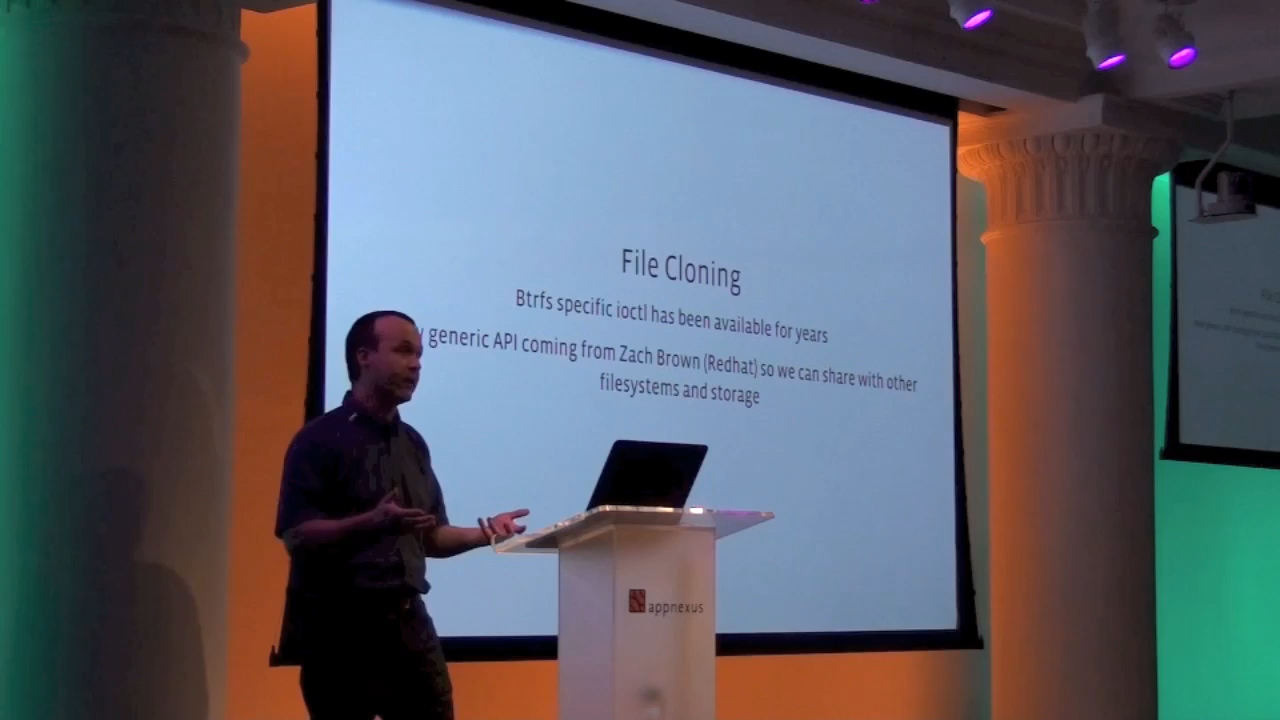 File Cloning
Btrfs specific ioctl has been available for years
generic API coming from Zach Brown (Redhat) so we can share with other
filesystems and storage
appnexus